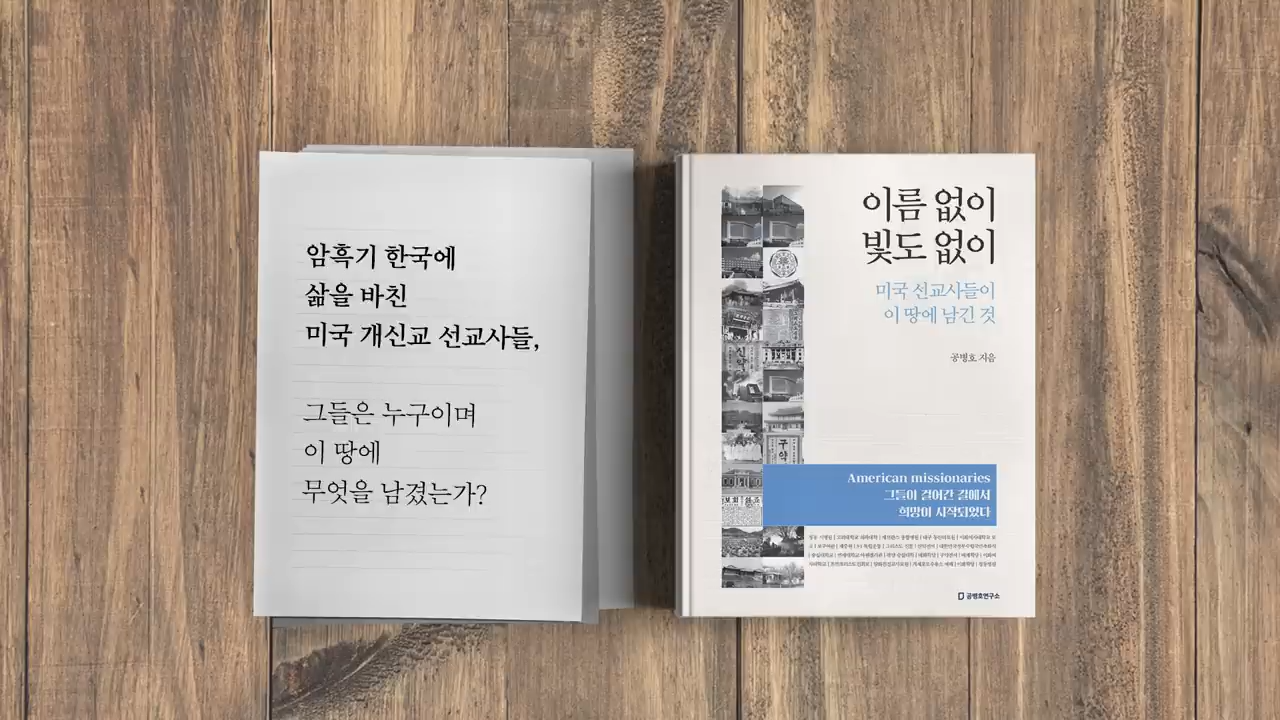 암흑기 한국에
삶을 바친
미국 개신교 선교사들,
그들은 누구이며
이 땅에
무엇을 남겼는가?
이름 없이
빛도 없이
미국 선교사들이
이 땅에 남긴 것
공병호 지음
구약
American missionaries
그들이 걸어간 길에서
희망이 시작되었다
공병호연구소